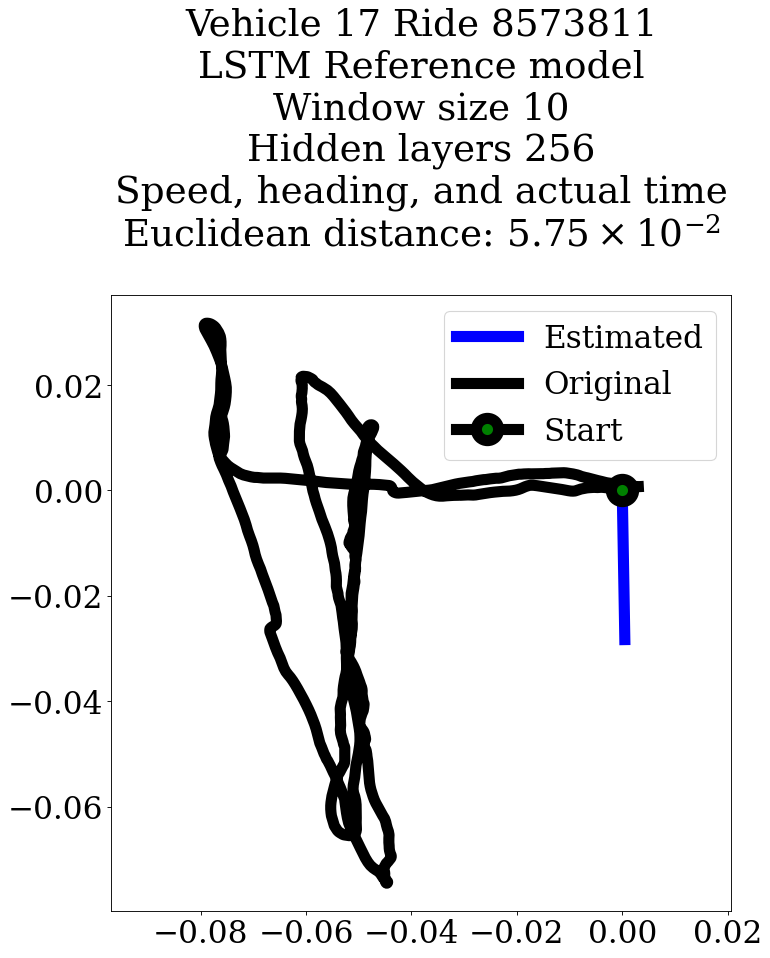 Vehicle 17 Ride 8573811
LSTM Reference model
Window size 10
Hidden layers 256
Speed, heading, and actual time
Euclidean distance: 5.75 × 10⁻²
Estimated
Original
Start
0.02
0.00
−0.02
−0.04
−0.06
−0.08 −0.06 −0.04 −0.02 0.00 0.02